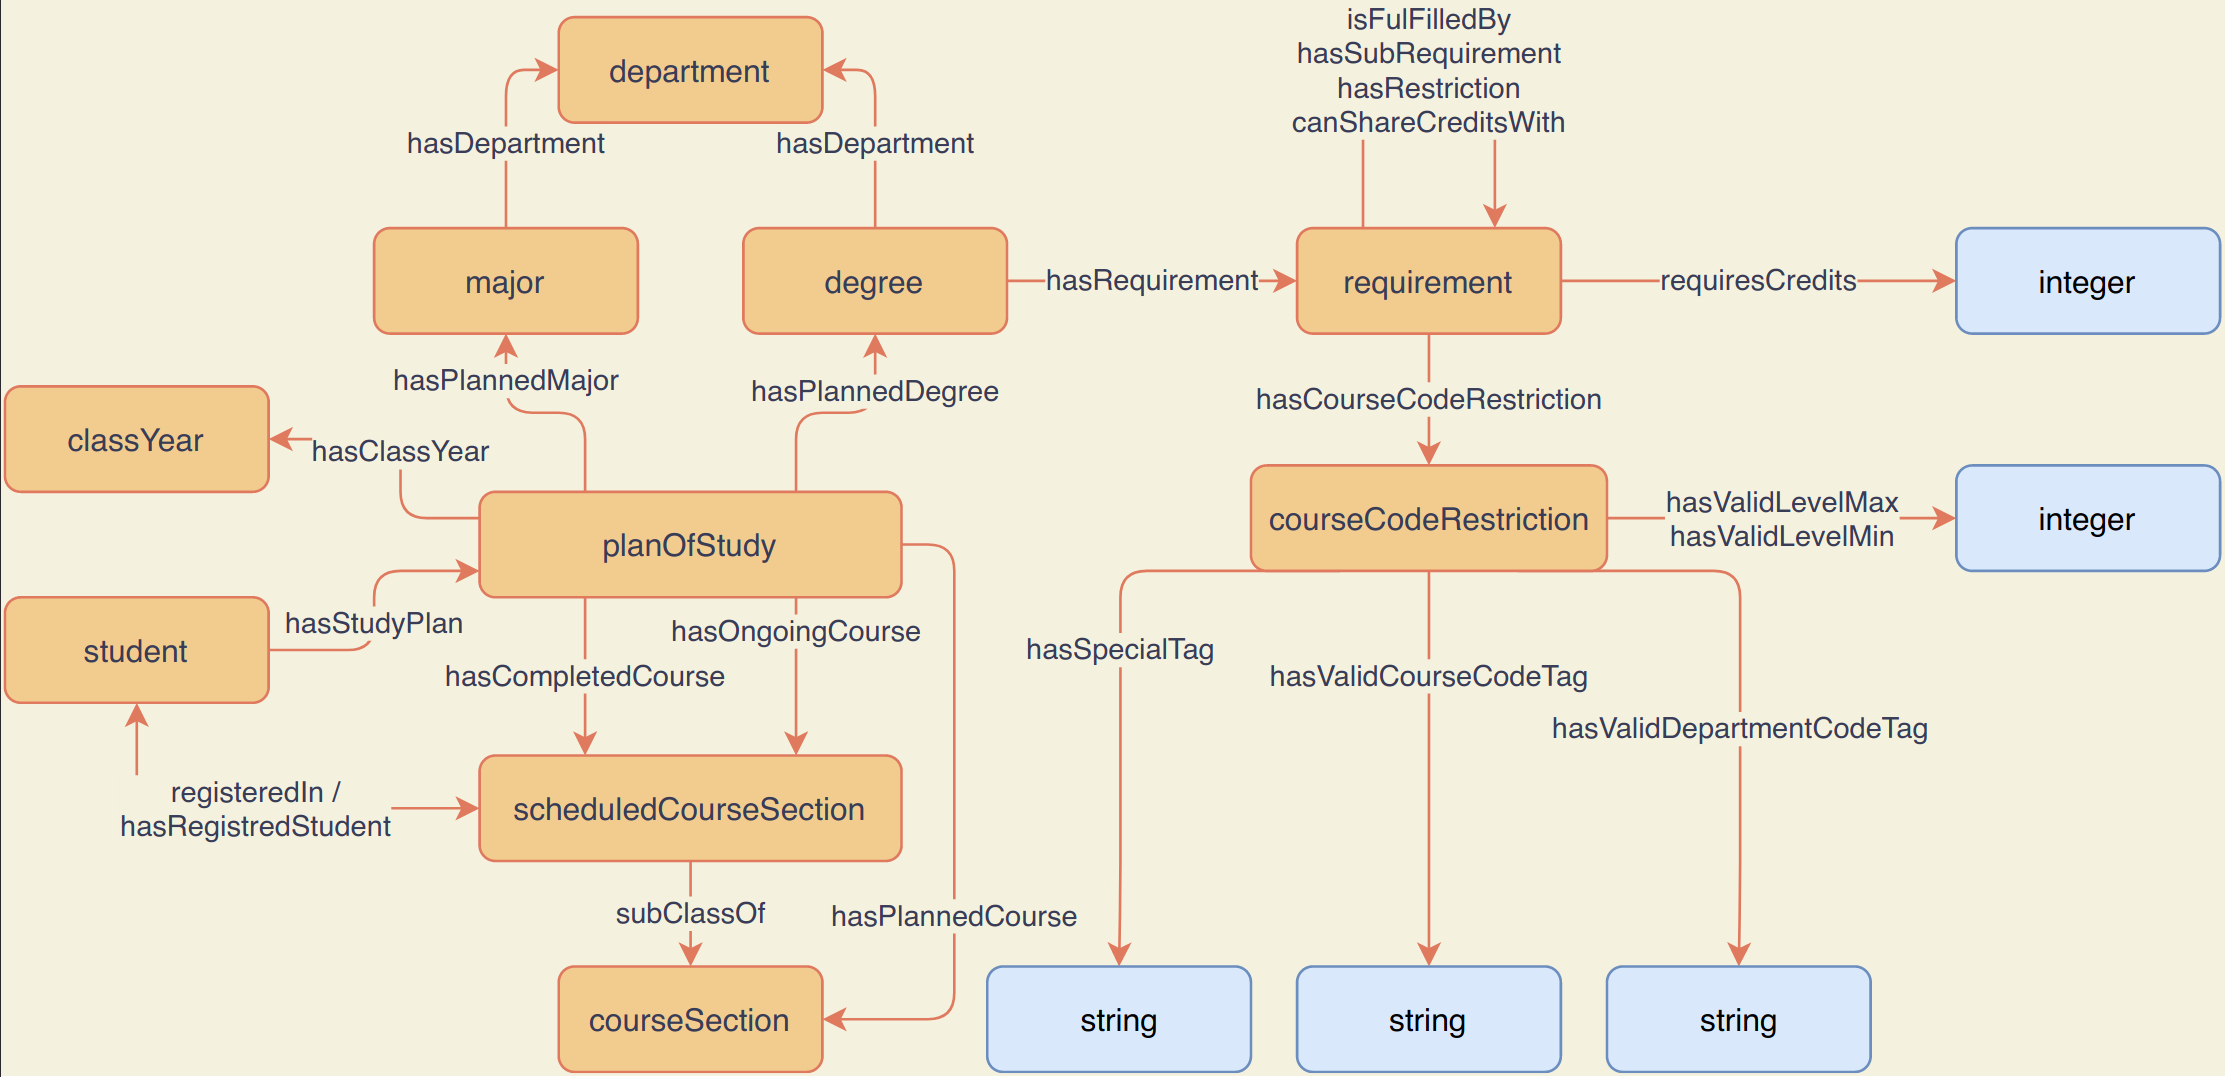 isFulFilledBy
hasSubRequirement
hasRestriction
canShareCreditsWith
department
hasDepartment
hasDepartment
major
degree
hasRequirement
requirement
requiresCredits
integer
hasPlannedMajor
hasPlannedDegree
hasCourseCodeRestriction
classYear
hasClassYear
planOfStudy
courseCodeRestriction
hasValidLevelMax
hasValidLevelMin
integer
student
hasStudyPlan
hasOngoingCourse
hasCompletedCourse
hasSpecialTag
hasValidCourseCodeTag
hasValidDepartmentCodeTag
registeredIn /
hasRegistredStudent
scheduledCourseSection
subClassOf
hasPlannedCourse
courseSection
string
string
string